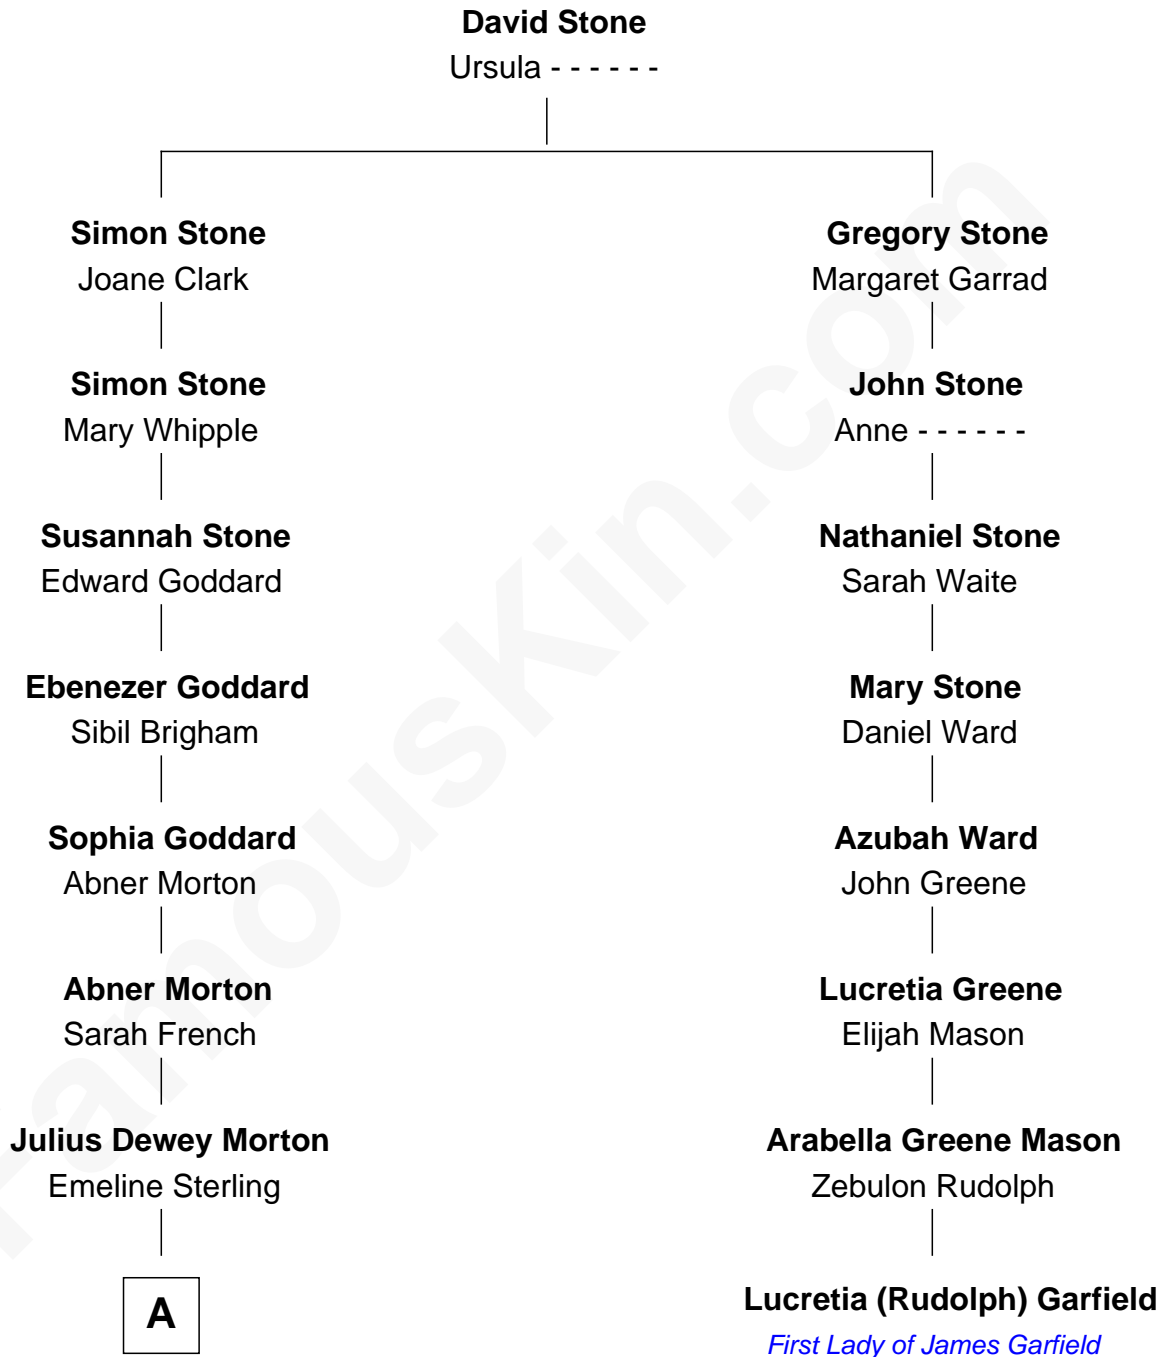 David Stone
Ursula - - - - - -
Simon Stone
Joane Clark
Gregory Stone
Margaret Garrad
Simon Stone
Mary Whipple
John Stone
Anne - - - - - -
Susannah Stone
Edward Goddard
Nathaniel Stone
Sarah Waite
Ebenezer Goddard
Sibil Brigham
Mary Stone
Daniel Ward
Sophia Goddard
Abner Morton
Azubah Ward
John Greene
Abner Morton
Sarah French
Lucretia Greene
Elijah Mason
Julius Dewey Morton
Emeline Sterling
Arabella Greene Mason
Zebulon Rudolph
A
Lucretia (Rudolph) Garfield
First Lady of James Garfield
FamousKin.com